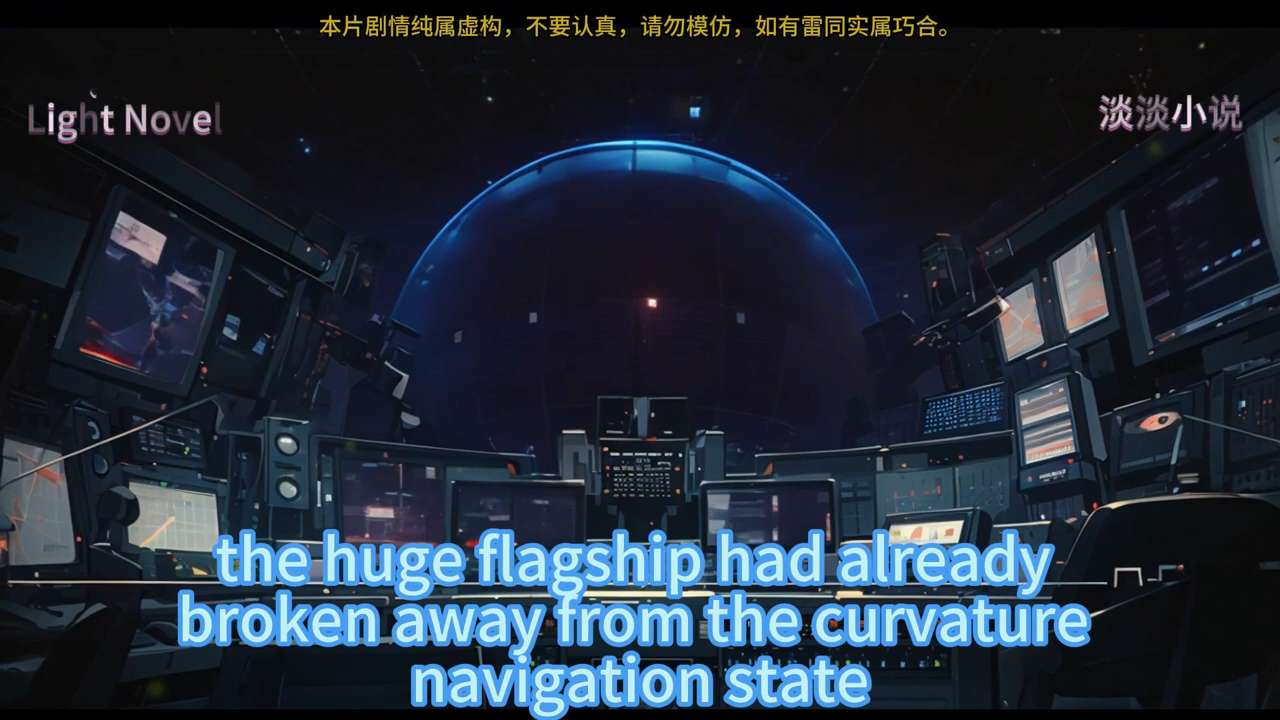 本片剧情纯属虚构，不要认真，请勿模仿，如有雷同实属巧合。
Light Novel
淡淡小说
the huge flagship had already
broken away from the curvature
navigation state